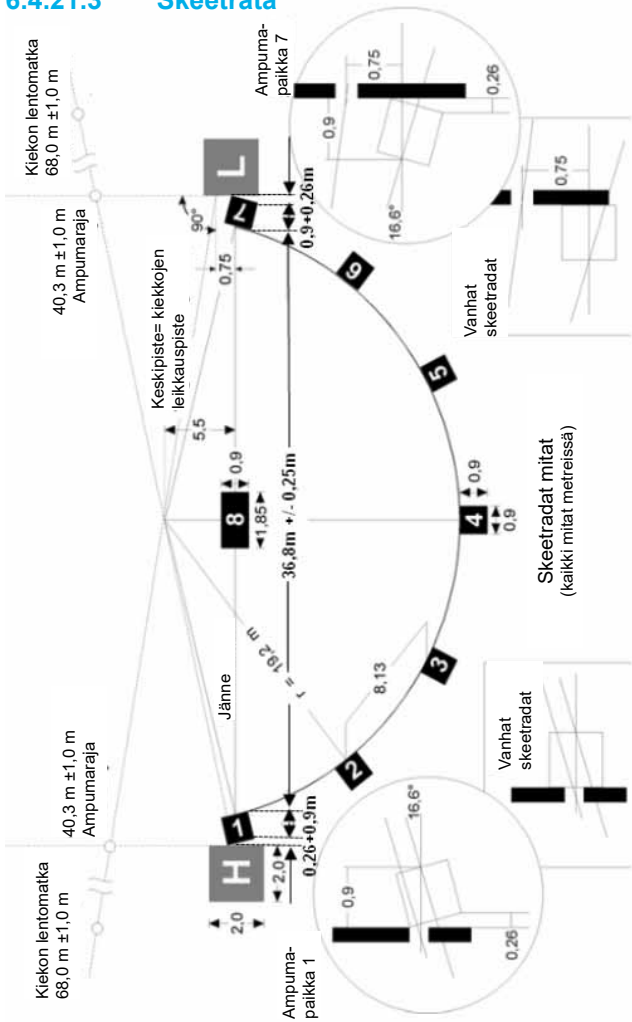 6.4.21.3 Skeetrata
Kiekon lentomatka
68,0 m ±1,0 m
40,3 m ±1,0 m
Ampumaraja
Keskipiste= kiekkojen
leikkauspiste
40,3 m ±1,0 m
Ampumaraja
Kiekon lentomatka
68,0 m ±1,0 m
90°
5,5
0,75
Jänne
r = 19,2 m
H
2,0
2,0
1
2
3
4
5
6
7
8
L
0,9
1,85
36,8m +/- 0,25m
0,26+0,9m
0,9+0,26m
8,13
0,9
0,9
Ampuma-
paikka 1
0,9
16,6°
0,26
Vanhat
skeetradat
Skeetradat mitat
(kaikki mitat metreissä)
Ampuma-
paikka 7
0,75
0,9
0,26
16,6°
Vanhat
skeetradat
0,75